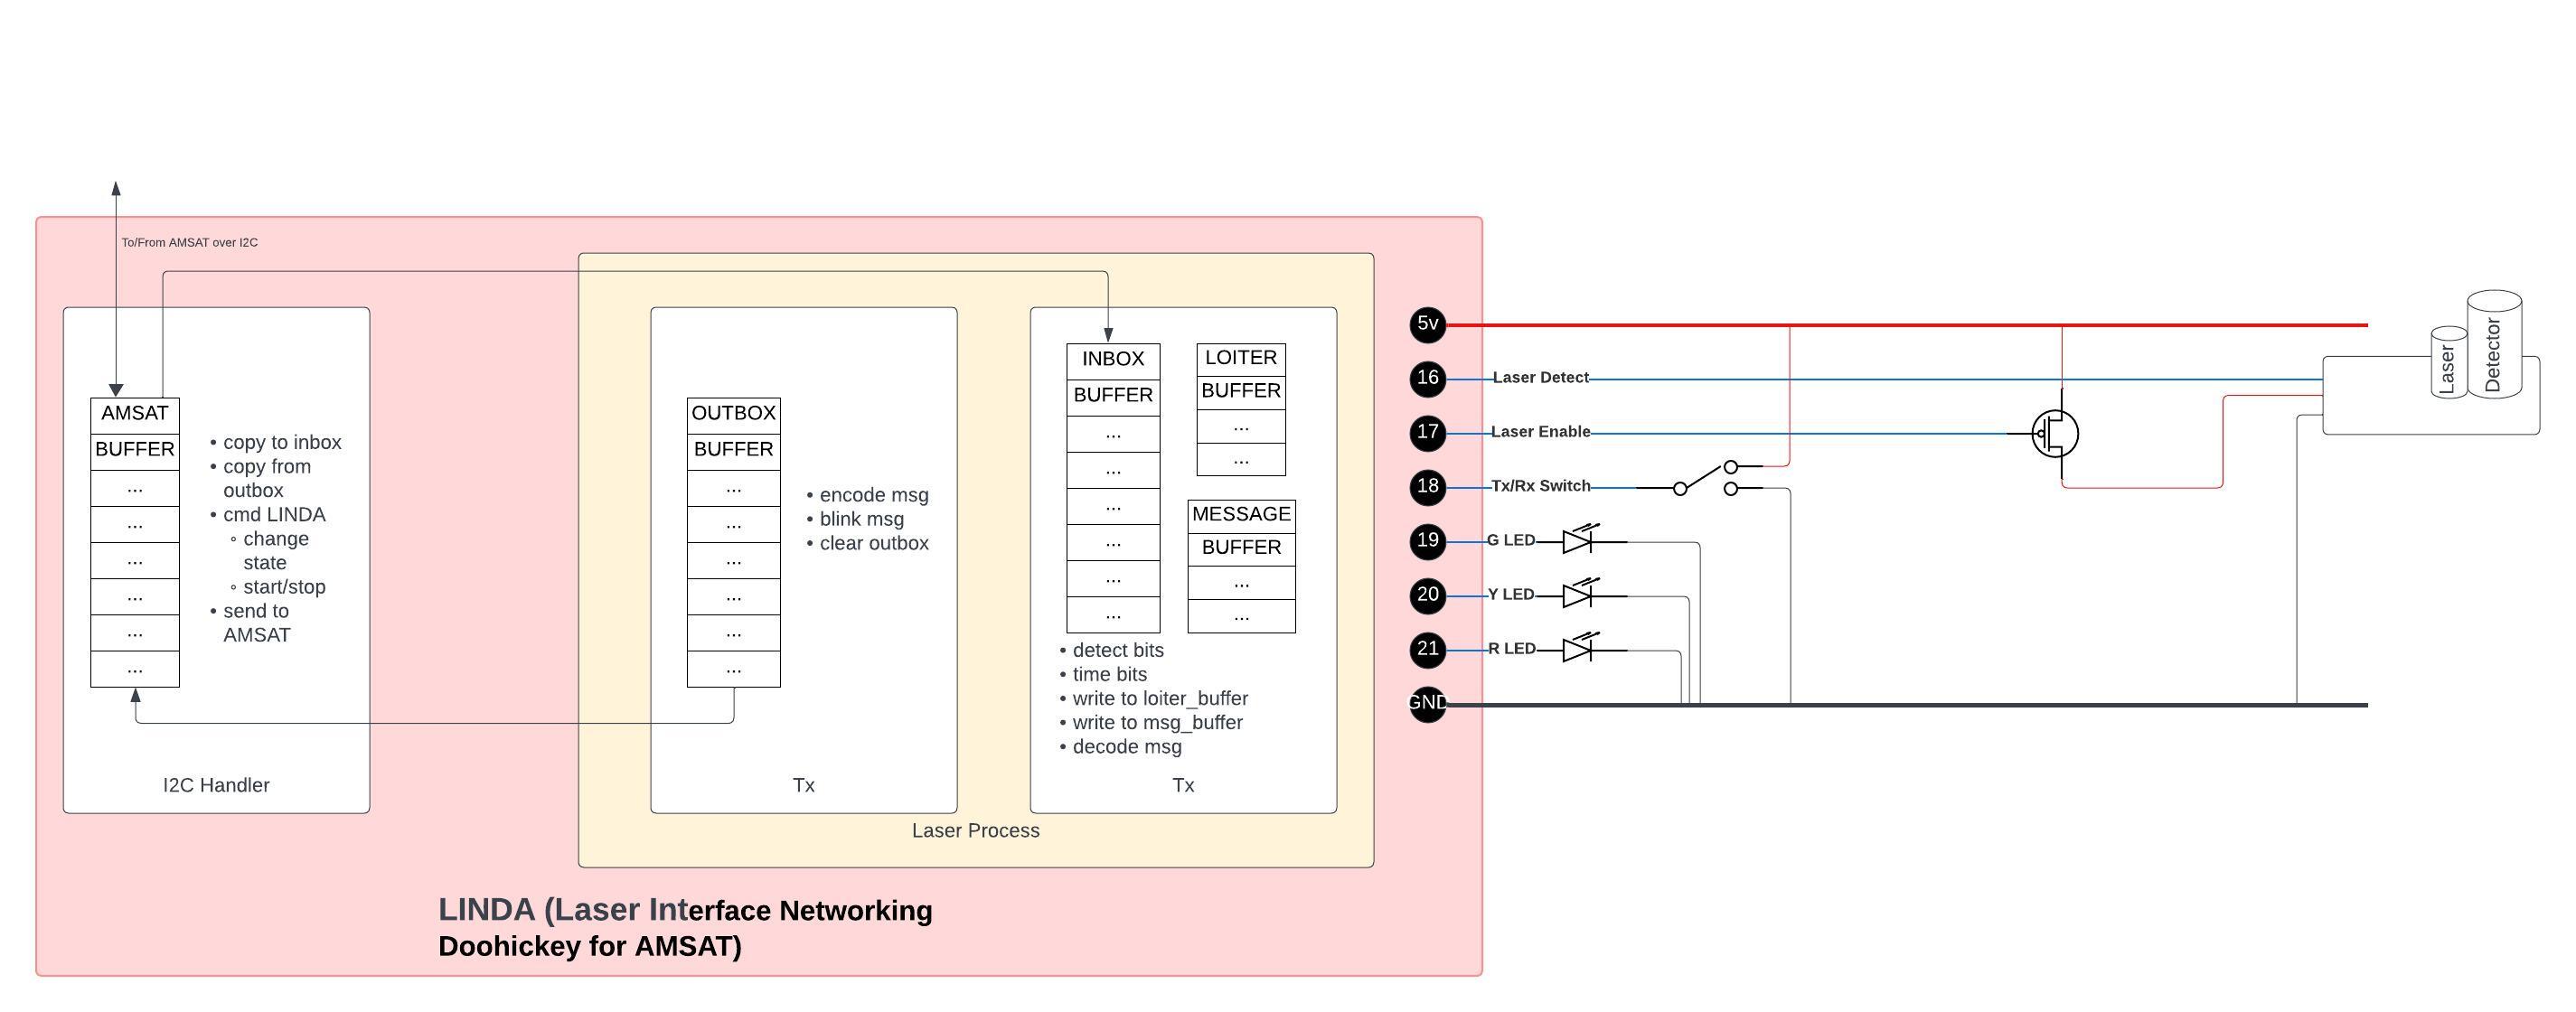 To/From AMSAT over I2C
AMSAT
BUFFER
...
...
...
...
...
...
• copy to inbox
• copy from
outbox
• cmd LINDA
◦ change
state
◦ start/stop
• send to
AMSAT
I2C Handler
OUTBOX
BUFFER
...
...
...
...
...
...
• encode msg
• blink msg
• clear outbox
Tx
INBOX
BUFFER
...
...
...
...
...
...
LOITER
BUFFER
...
...
MESSAGE
BUFFER
...
...
• detect bits
• time bits
• write to loiter_buffer
• write to msg_buffer
• decode msg
Tx
Laser Process
LINDA (Laser Interface Networking
Doohickey for AMSAT)
5v
16 Laser Detect
17 Laser Enable
18 Tx/Rx Switch
19 G LED
20 Y LED
21 R LED
GND
Laser
Detector